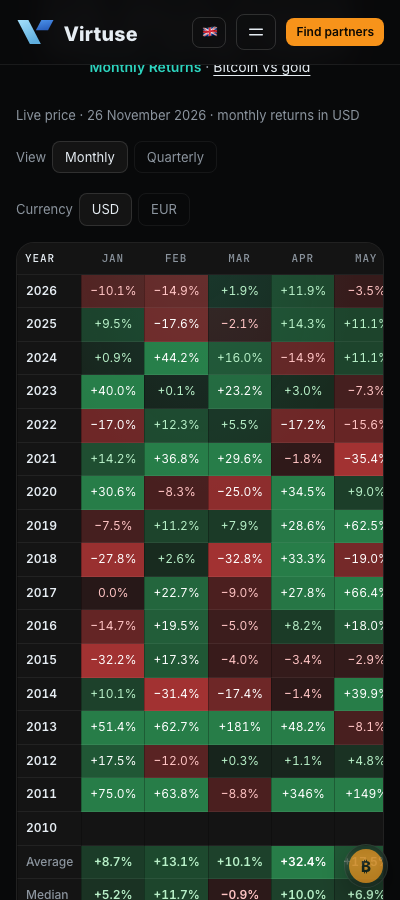 Virtuse
Find partners
Monthly Returns · Bitcoin vs gold
Live price · 26 November 2026 · monthly returns in USD
View Monthly Quarterly
Currency USD EUR
YEAR JAN FEB MAR APR MAY
2026 −10.1% −14.9% +1.9% +11.9% −3.5%
2025 +9.5% −17.6% −2.1% +14.3% +11.1%
2024 +0.9% +44.2% +16.0% −14.9% +11.1%
2023 +40.0% +0.1% +23.2% +3.0% −7.3%
2022 −17.0% +12.3% +5.5% −17.2% −15.6%
2021 +14.2% +36.8% +29.6% −1.8% −35.4%
2020 +30.6% −8.3% −25.0% +34.5% +9.0%
2019 −7.5% +11.2% +7.9% +28.6% +62.5%
2018 −27.8% +2.6% −32.8% +33.3% −19.0%
2017 0.0% +22.7% −9.0% +27.8% +66.4%
2016 −14.7% +19.5% −5.0% +8.2% +18.0%
2015 −32.2% +17.3% −4.0% −3.4% −2.9%
2014 +10.1% −31.4% −17.4% −1.4% +39.9%
2013 +51.4% +62.7% +181% +48.2% −8.1%
2012 +17.5% −12.0% +0.3% +1.1% +4.8%
2011 +75.0% +63.8% −8.8% +346% +149%
2010
Average +8.7% +13.1% +10.1% +32.4%
Median +5.2% +11.7% −0.9% +10.0% +6.9%